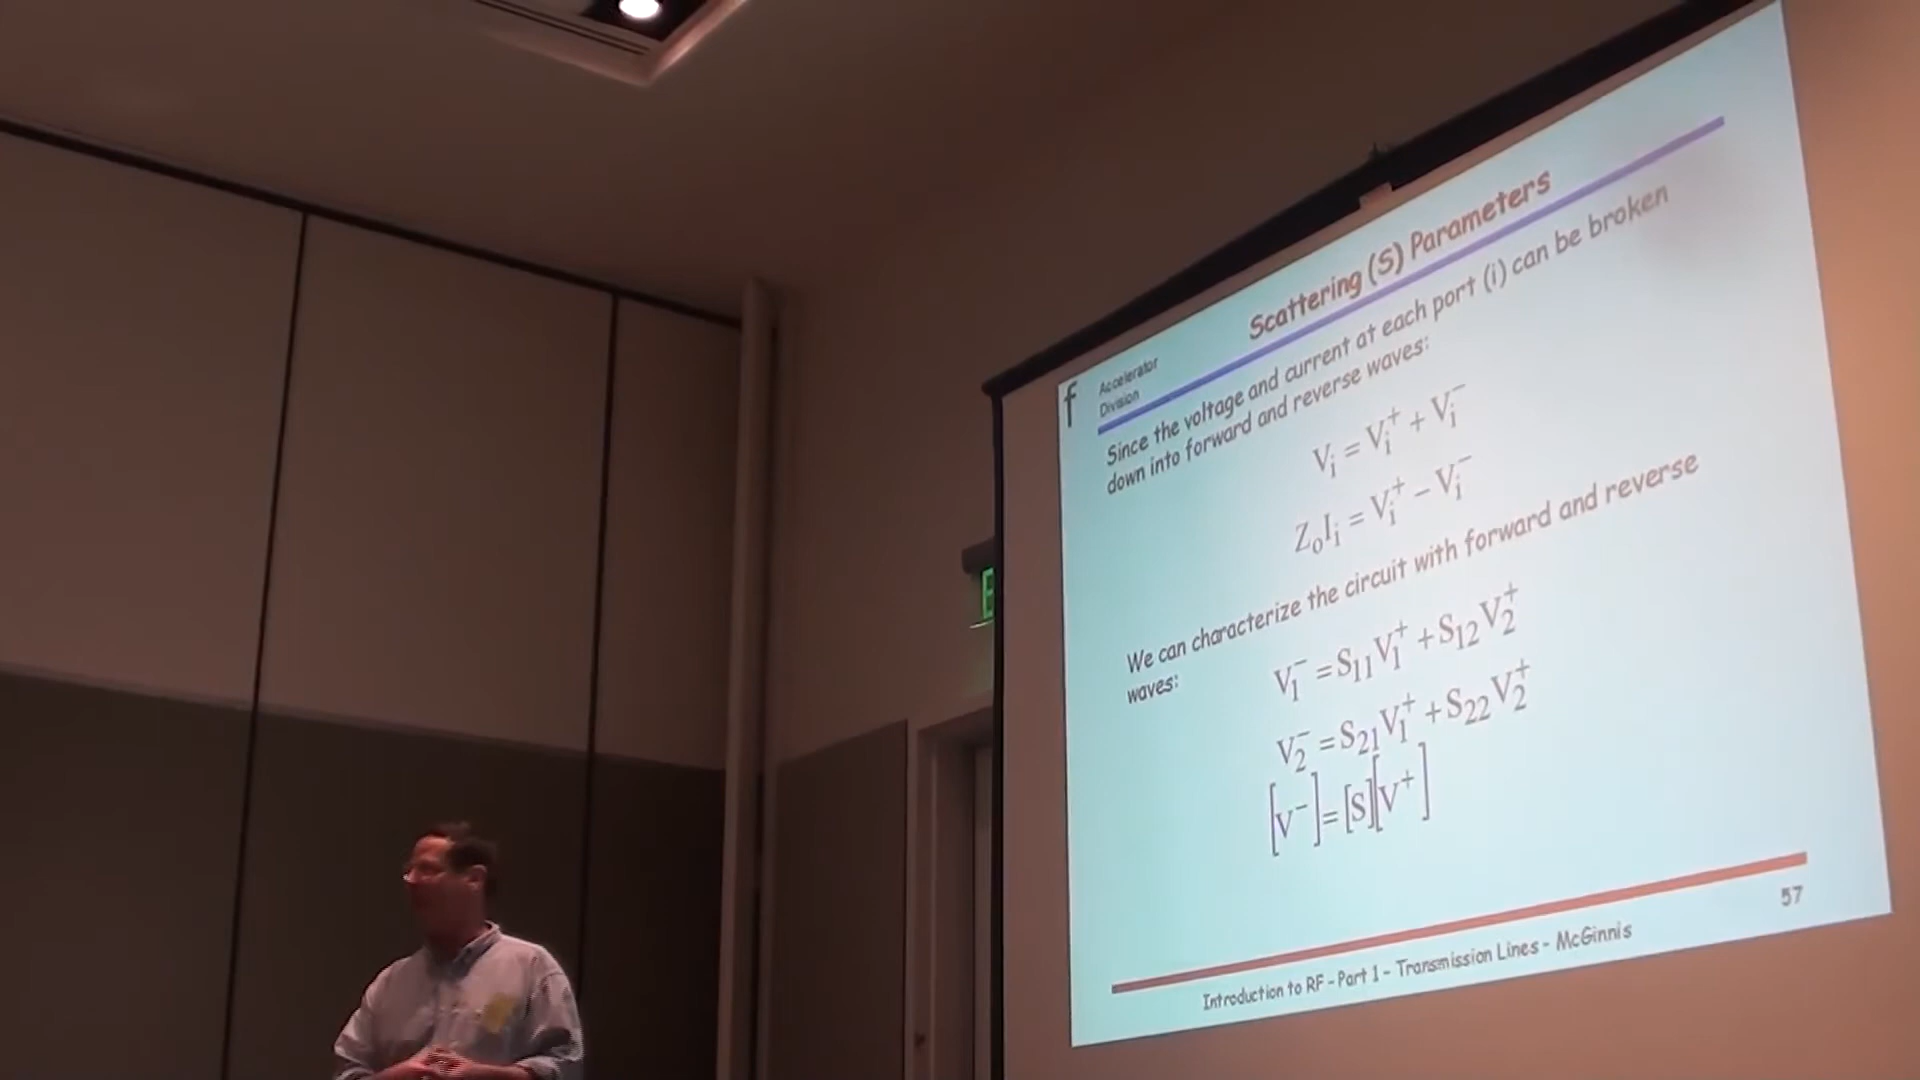 f Accelerator
Division
Scattering (S) Parameters
Since the voltage and current at each port (i) can be broken
down into forward and reverse waves:
Vᵢ = Vᵢ⁺ + Vᵢ⁻
ZₒIᵢ = Vᵢ⁺ − Vᵢ⁻
We can characterize the circuit with forward and reverse
waves:
V₁⁻ = S₁₁V₁⁺ + S₁₂V₂⁺
V₂⁻ = S₂₁V₁⁺ + S₂₂V₂⁺
[V⁻] = [S][V⁺]
57
Introduction to RF - Part 1 - Transmission Lines - McGinnis
E